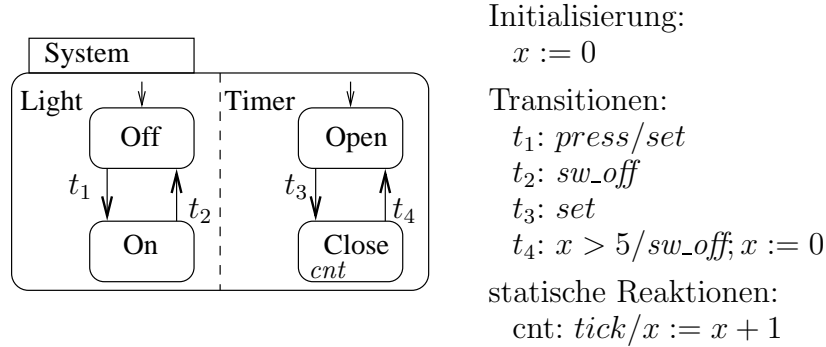 System
Light
Timer
Off
Open
t₁
t₂
t₃
t₄
On
Close
cnt
Initialisierung:
x := 0
Transitionen:
t₁: press/set
t₂: sw_off
t₃: set
t₄: x > 5/sw_off; x := 0
statische Reaktionen:
cnt: tick/x := x + 1